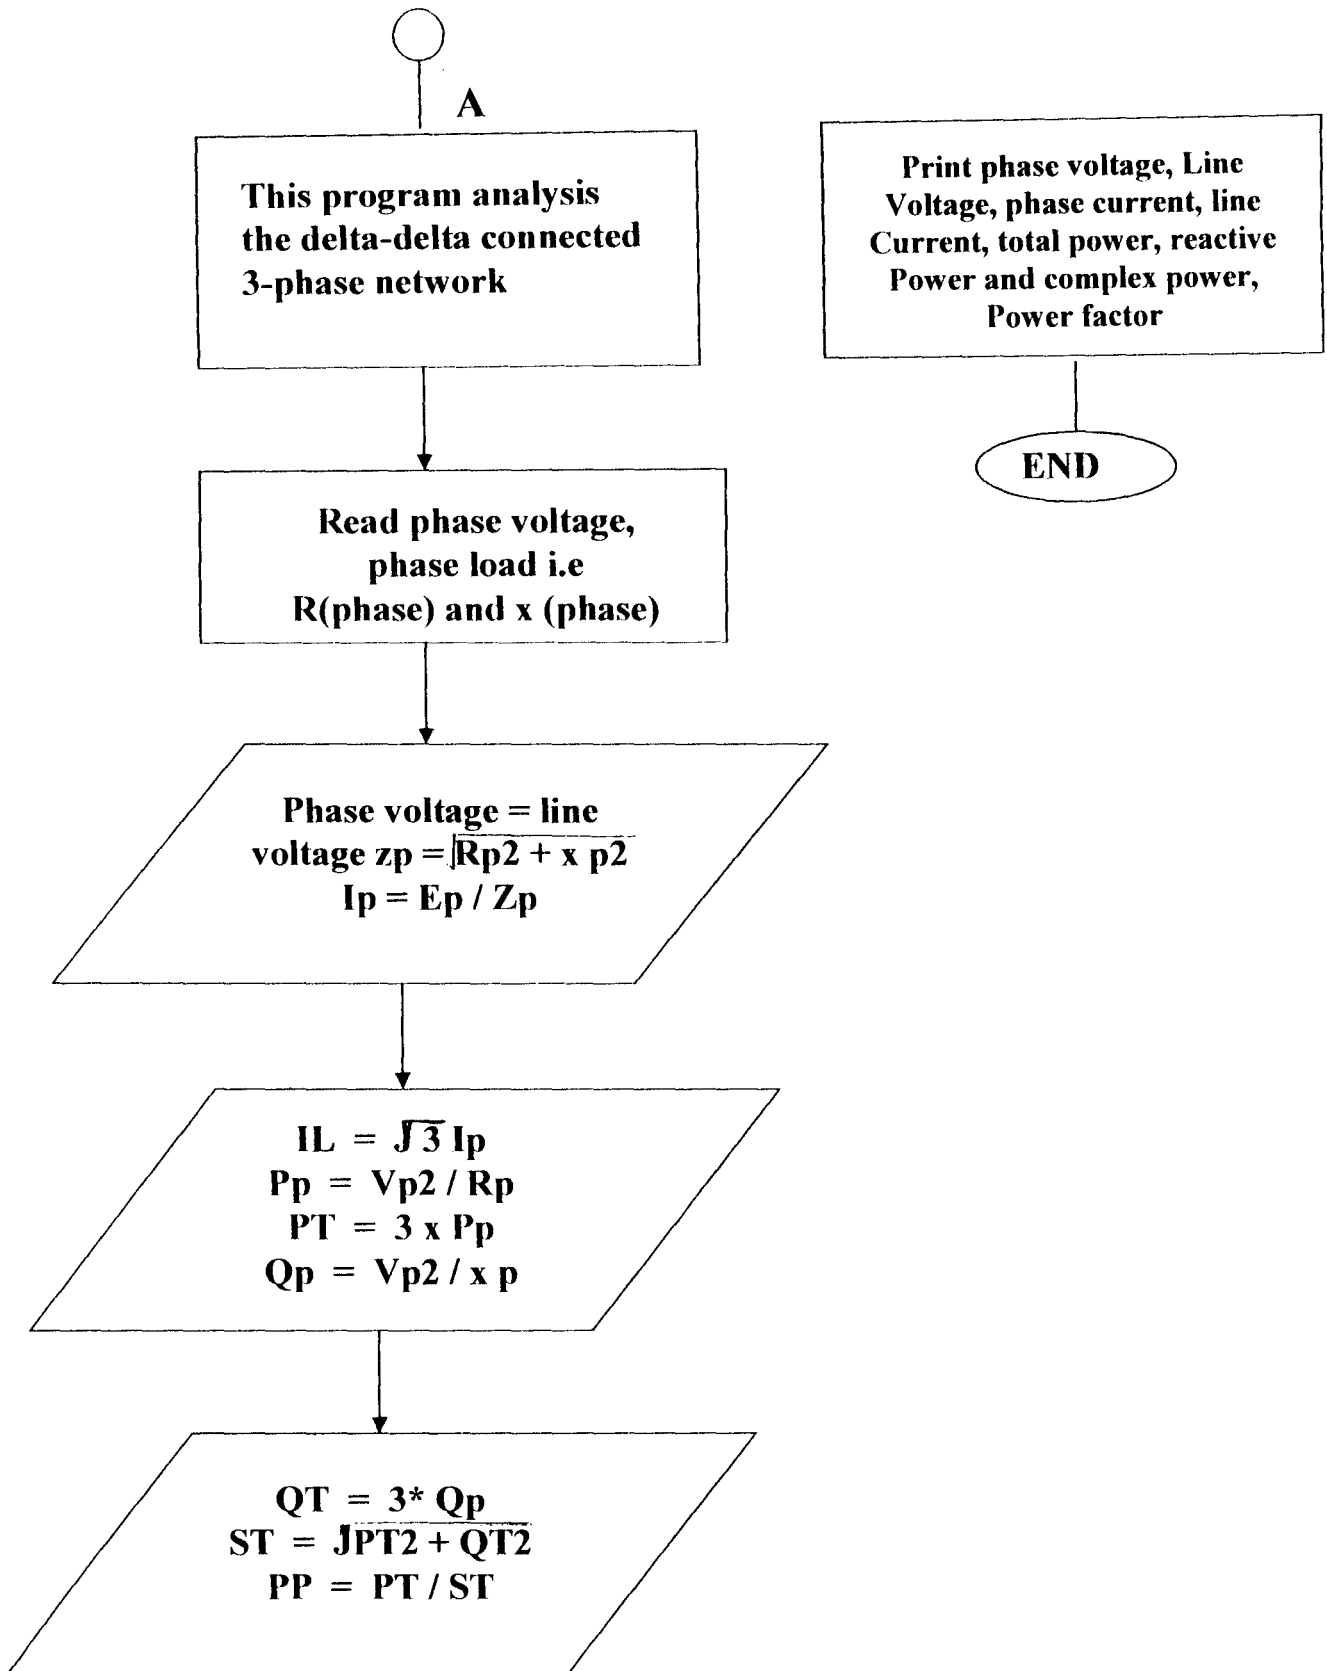 A
This program analysis
the delta-delta connected
3-phase network
Read phase voltage,
phase load i.e
R(phase) and x (phase)
Phase voltage = line
voltage zp = √Rp2 + x p2
Ip = Ep / Zp
IL = √3 Ip
Pp = Vp2 / Rp
PT = 3 x Pp
Qp = Vp2 / x p
QT = 3* Qp
ST = √PT2 + QT2
PP = PT / ST
Print phase voltage, Line
Voltage, phase current, line
Current, total power, reactive
Power and complex power,
Power factor
END